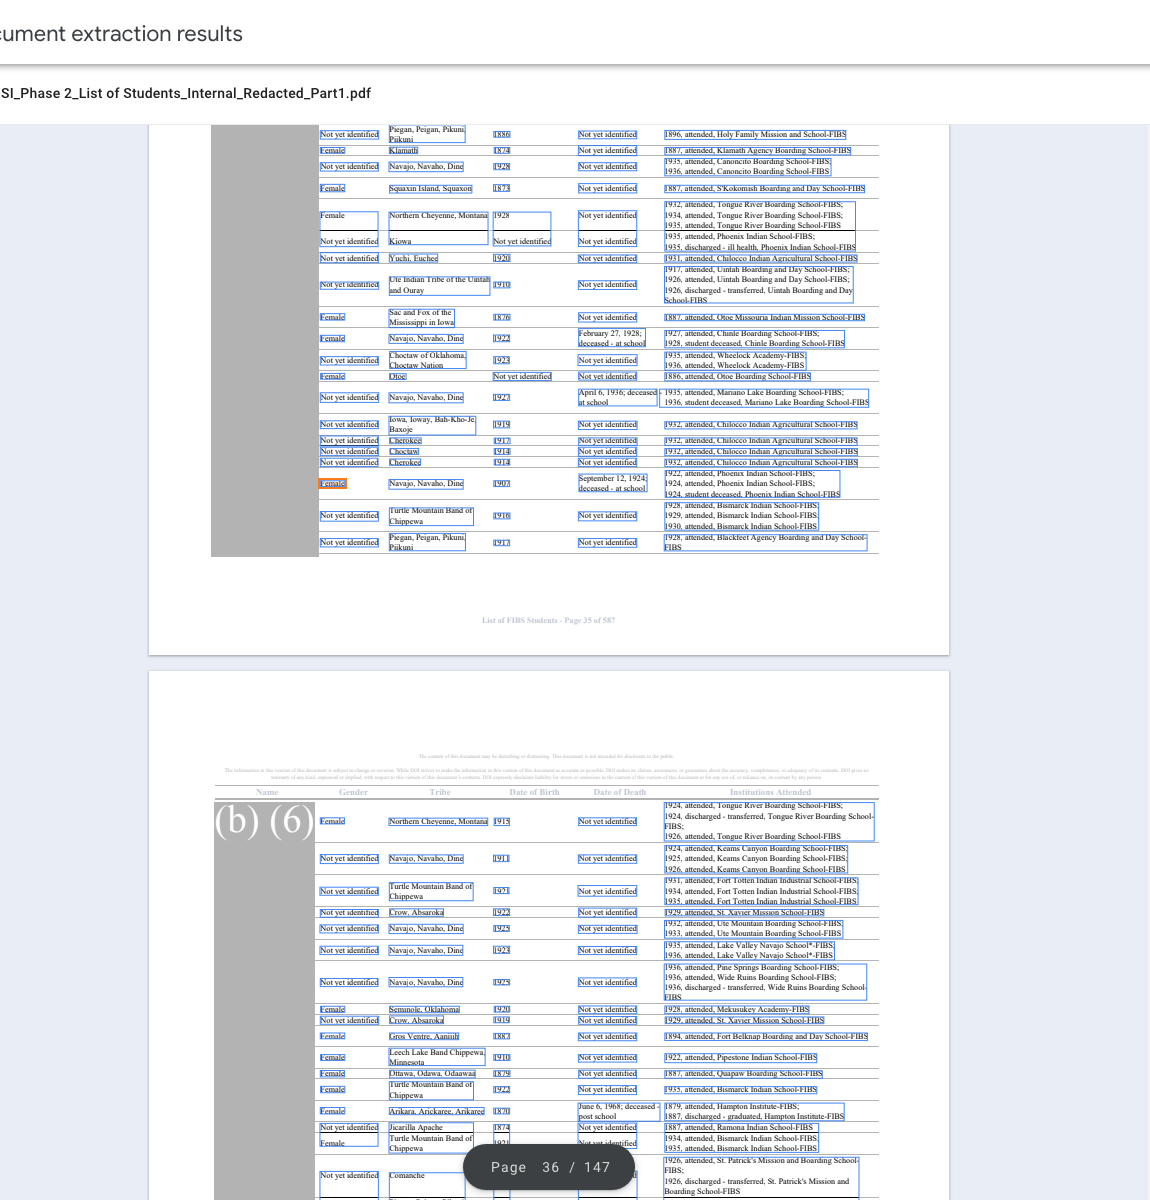 cument extraction results
SI_Phase 2_List of Students_Internal_Redacted_Part1.pdf
Not yet identified Piegan, Peigan, Pikuni, Piikuni 1886 Not yet identified 1896, attended, Holy Family Mission and School-FIBS
Female Klamath 1874 Not yet identified 1887, attended, Klamath Agency Boarding School-FIBS
Not yet identified Navajo, Navaho, Dine 1928 Not yet identified 1935, attended, Canoncito Boarding School-FIBS;
1936, attended, Canoncito Boarding School-FIBS
Female Squaxin Island, Squaxon 1873 Not yet identified 1887, attended, S'Kokomish Boarding and Day School-FIBS
Female Northern Cheyenne, Montana 1928 Not yet identified 1932, attended, Tongue River Boarding School-FIBS;
1934, attended, Tongue River Boarding School-FIBS;
1935, attended, Tongue River Boarding School-FIBS
Not yet identified Kiowa Not yet identified Not yet identified 1935, attended, Phoenix Indian School-FIBS;
1935, discharged - ill health, Phoenix Indian School-FIBS
Not yet identified Yuchi, Euchee 1920 Not yet identified 1931, attended, Chilocco Indian Agricultural School-FIBS
Not yet identified Ute Indian Tribe of the Uintah and Ouray 1910 Not yet identified 1917, attended, Uintah Boarding and Day School-FIBS;
1926, attended, Uintah Boarding and Day School-FIBS;
1926, discharged - transferred, Uintah Boarding and Day
School-FIBS
Female Sac and Fox of the Mississippi in Iowa 1876 Not yet identified 1887, attended, Otoe Missouria Indian Mission School-FIBS
Female Navajo, Navaho, Dine 1922 February 27, 1928; deceased - at school 1927, attended, Chinle Boarding School-FIBS;
1928, student deceased, Chinle Boarding School-FIBS
Not yet identified Choctaw of Oklahoma, Choctaw Nation 1923 Not yet identified 1935, attended, Wheelock Academy-FIBS;
1936, attended, Wheelock Academy-FIBS
Female Otoe Not yet identified Not yet identified 1886, attended, Otoe Boarding School-FIBS
Not yet identified Navajo, Navaho, Dine 1927 April 6, 1936; deceased - at school 1935, attended, Mariano Lake Boarding School-FIBS;
1936, student deceased, Mariano Lake Boarding School-FIBS
Not yet identified Iowa, Ioway, Bah-Kho-Je, Baxoje 1919 Not yet identified 1932, attended, Chilocco Indian Agricultural School-FIBS
Not yet identified Cherokee 1917 Not yet identified 1932, attended, Chilocco Indian Agricultural School-FIBS
Not yet identified Choctaw 1914 Not yet identified 1932, attended, Chilocco Indian Agricultural School-FIBS
Not yet identified Cherokee 1914 Not yet identified 1932, attended, Chilocco Indian Agricultural School-FIBS
Female Navajo, Navaho, Dine 1907 September 12, 1924; deceased - at school 1922, attended, Phoenix Indian School-FIBS;
1924, attended, Phoenix Indian School-FIBS;
1924, student deceased, Phoenix Indian School-FIBS
Not yet identified Turtle Mountain Band of Chippewa 1916 Not yet identified 1928, attended, Bismarck Indian School-FIBS;
1929, attended, Bismarck Indian School-FIBS;
1930, attended, Bismarck Indian School-FIBS
Not yet identified Piegan, Peigan, Pikuni, Piikuni 1917 Not yet identified 1928, attended, Blackfeet Agency Boarding and Day School-
FIBS
List of FIBS Students - Page 35 of 587
The content of this document may be disturbing or distressing. This document is not intended for disclosure to the public.
Name Gender Tribe Date of Birth Date of Death Institutions Attended
(b) (6)
Female Northern Cheyenne, Montana 1915 Not yet identified 1924, attended, Tongue River Boarding School-FIBS;
1924, discharged - transferred, Tongue River Boarding School-
FIBS;
1926, attended, Tongue River Boarding School-FIBS
Not yet identified Navajo, Navaho, Dine 1911 Not yet identified 1924, attended, Keams Canyon Boarding School-FIBS;
1925, attended, Keams Canyon Boarding School-FIBS;
1926, attended, Keams Canyon Boarding School-FIBS
Not yet identified Turtle Mountain Band of Chippewa 1921 Not yet identified 1931, attended, Fort Totten Indian Industrial School-FIBS;
1934, attended, Fort Totten Indian Industrial School-FIBS;
1935, attended, Fort Totten Indian Industrial School-FIBS
Not yet identified Crow, Absaroka 1922 Not yet identified 1929, attended, St. Xavier Mission School-FIBS
Not yet identified Navajo, Navaho, Dine 1925 Not yet identified 1932, attended, Ute Mountain Boarding School-FIBS;
1933, attended, Ute Mountain Boarding School-FIBS
Not yet identified Navajo, Navaho, Dine 1923 Not yet identified 1935, attended, Lake Valley Navajo School*-FIBS;
1936, attended, Lake Valley Navajo School*-FIBS
Not yet identified Navajo, Navaho, Dine 1925 Not yet identified 1936, attended, Pine Springs Boarding School-FIBS;
1936, attended, Wide Ruins Boarding School-FIBS;
1936, discharged - transferred, Wide Ruins Boarding School-
FIBS
Female Seminole, Oklahoma 1920 Not yet identified 1928, attended, Mekusukey Academy-FIBS
Not yet identified Crow, Absaroka 1919 Not yet identified 1929, attended, St. Xavier Mission School-FIBS
Female Gros Ventre, Aaniiih 1887 Not yet identified 1894, attended, Fort Belknap Boarding and Day School-FIBS
Female Leech Lake Band Chippewa, Minnesota 1910 Not yet identified 1922, attended, Pipestone Indian School-FIBS
Female Ottawa, Odawa, Odaawaa 1879 Not yet identified 1887, attended, Quapaw Boarding School-FIBS
Female Turtle Mountain Band of Chippewa 1922 Not yet identified 1935, attended, Bismarck Indian School-FIBS
Female Arikara, Arickaree, Arikaree 1870 June 6, 1968; deceased - post school 1879, attended, Hampton Institute-FIBS;
1887, discharged - graduated, Hampton Institute-FIBS
Not yet identified Jicarilla Apache 1874 Not yet identified 1887, attended, Ramona Indian School-FIBS
Female Turtle Mountain Band of Chippewa 1921 Not yet identified 1934, attended, Bismarck Indian School-FIBS;
1935, attended, Bismarck Indian School-FIBS
Not yet identified Comanche 1926, attended, St. Patrick's Mission and Boarding School-
FIBS;
1926, discharged - transferred, St. Patrick's Mission and
Boarding School-FIBS
Page 36 / 147